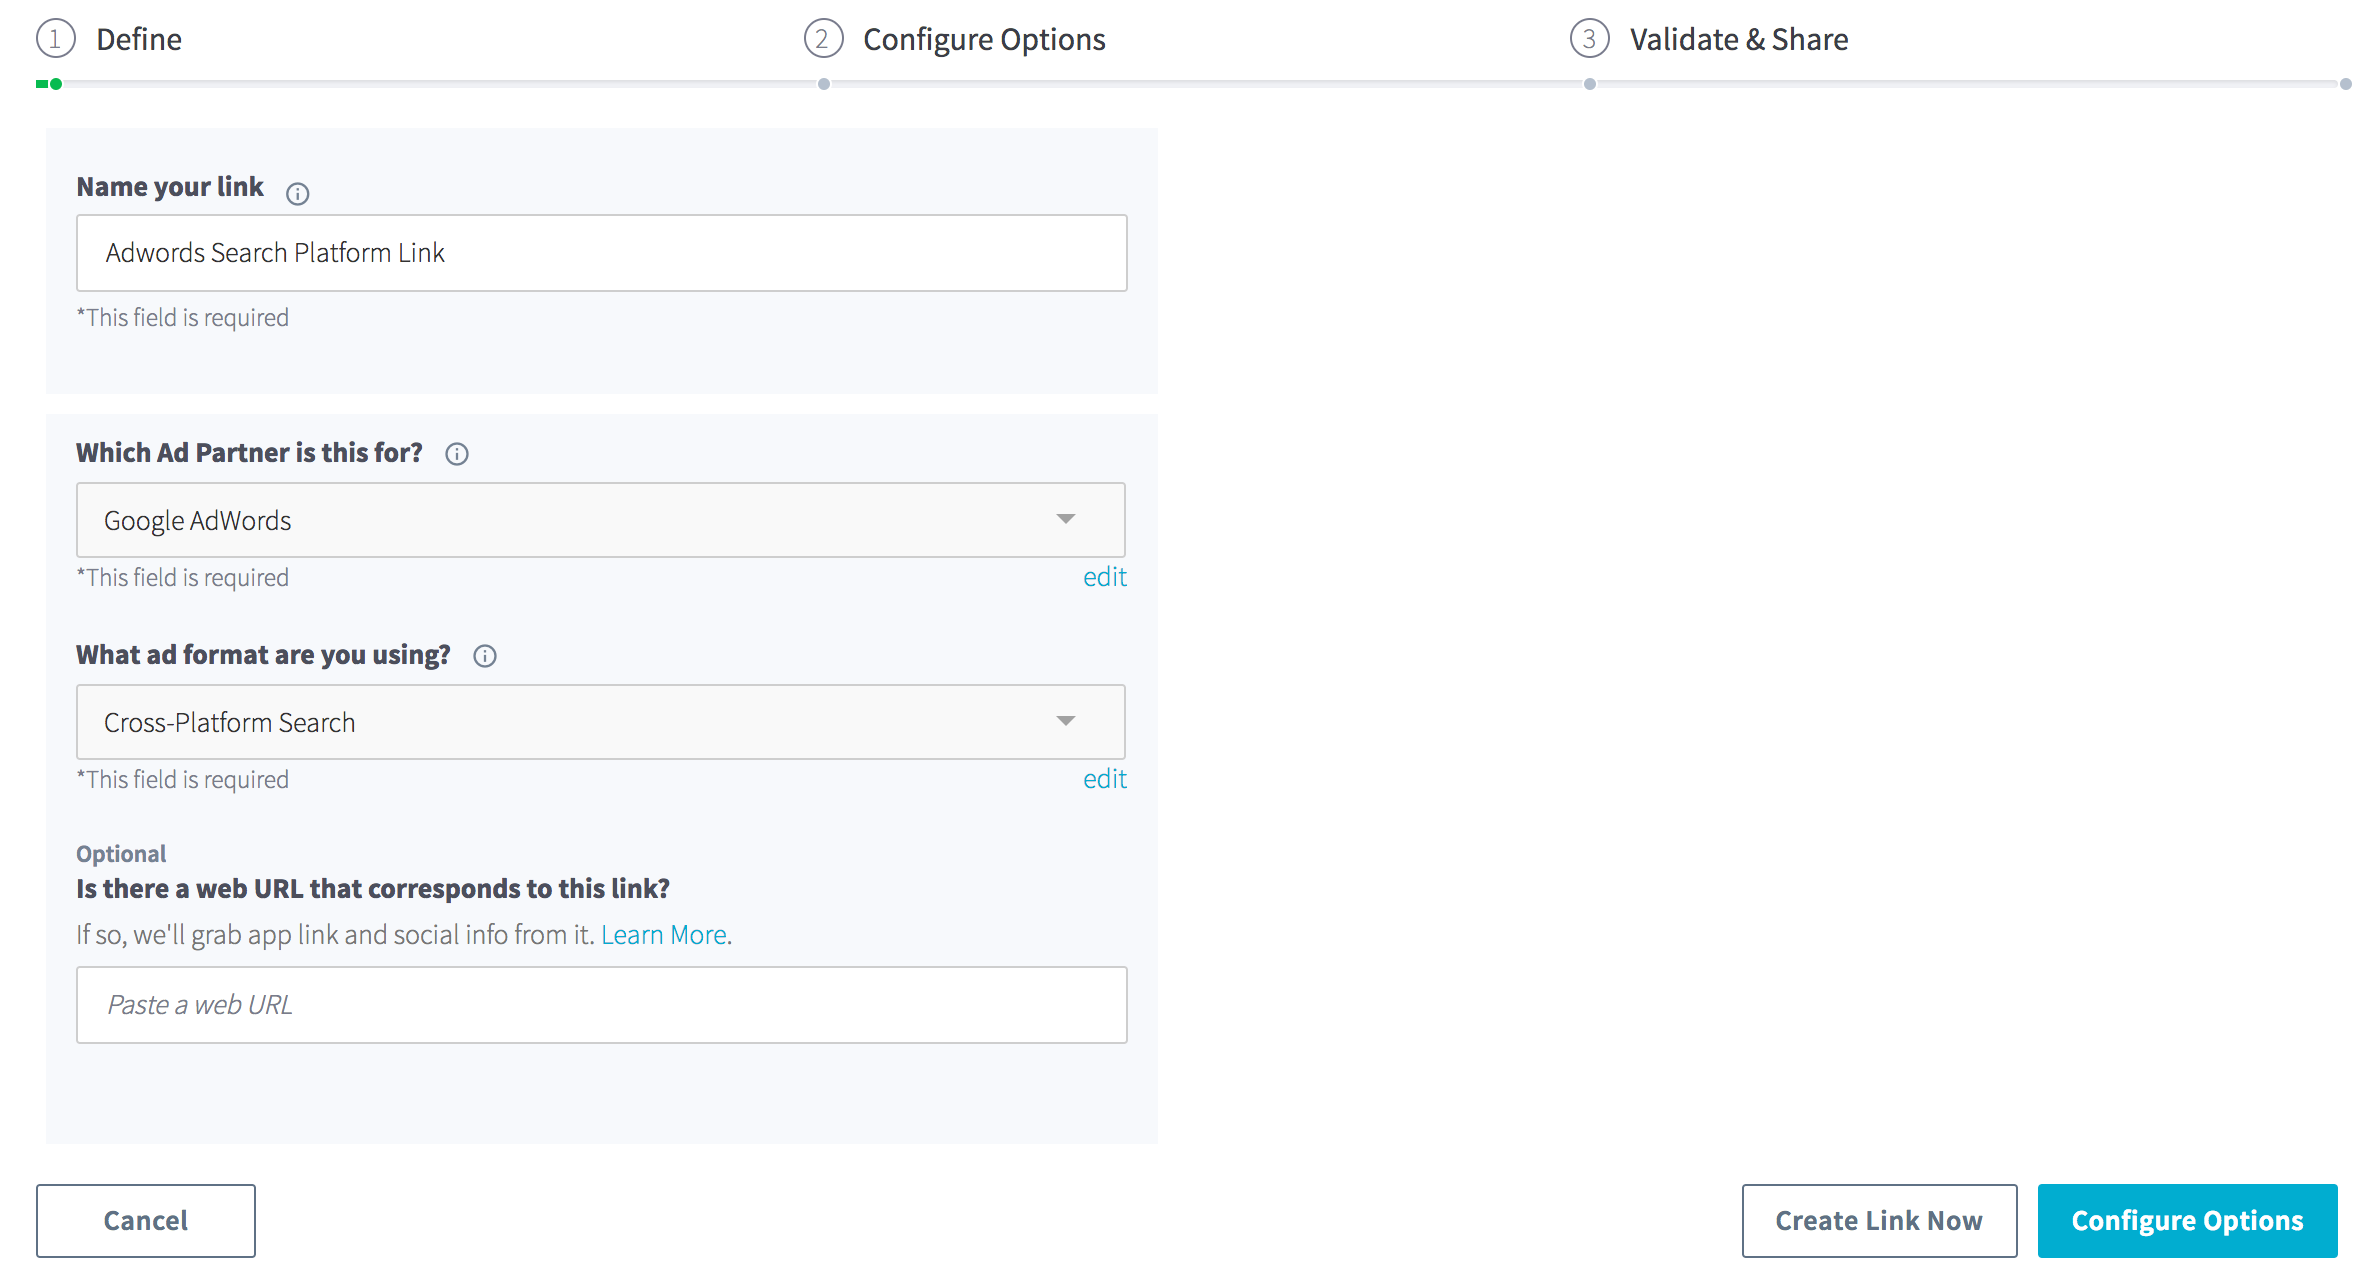 1 Define 2 Configure Options 3 Validate & Share
Name your link
Adwords Search Platform Link
*This field is required
Which Ad Partner is this for?
Google AdWords
*This field is required edit
What ad format are you using?
Cross-Platform Search
*This field is required edit
Optional
Is there a web URL that corresponds to this link?
If so, we'll grab app link and social info from it. Learn More.
Paste a web URL
Cancel Create Link Now Configure Options